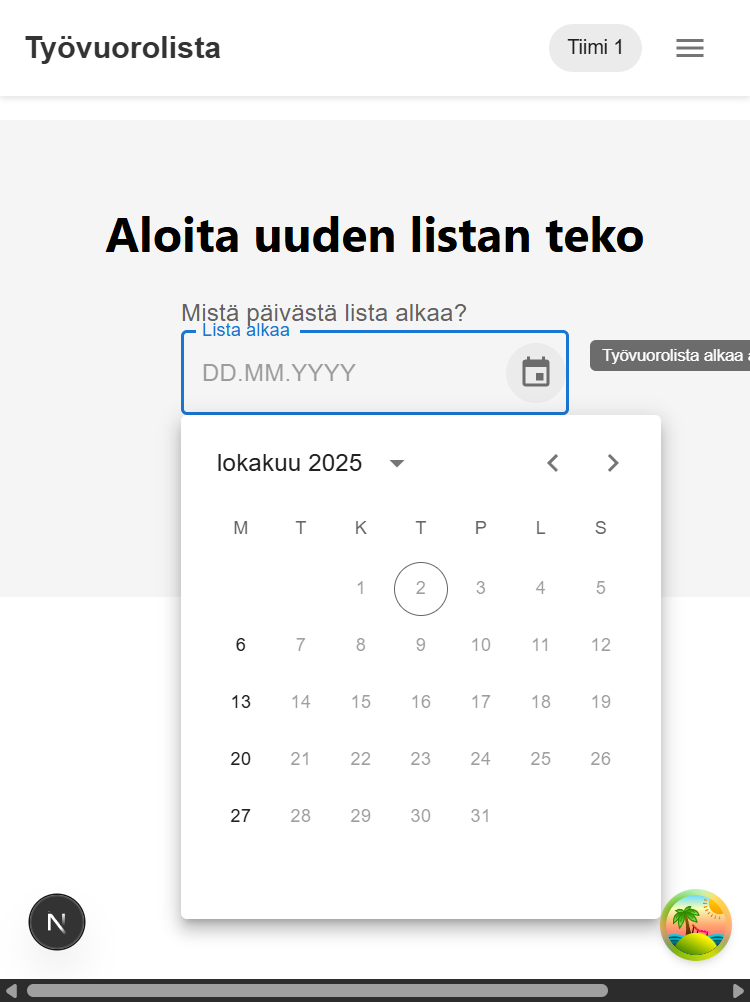 Työvuorolista
Tiimi 1
Aloita uuden listan teko
Mistä päivästä lista alkaa?
Lista alkaa
DD.MM.YYYY
Työvuorolista alkaa
lokakuu 2025
M T K T P L S
1 2 3 4 5
6 7 8 9 10 11 12
13 14 15 16 17 18 19
20 21 22 23 24 25 26
27 28 29 30 31
N